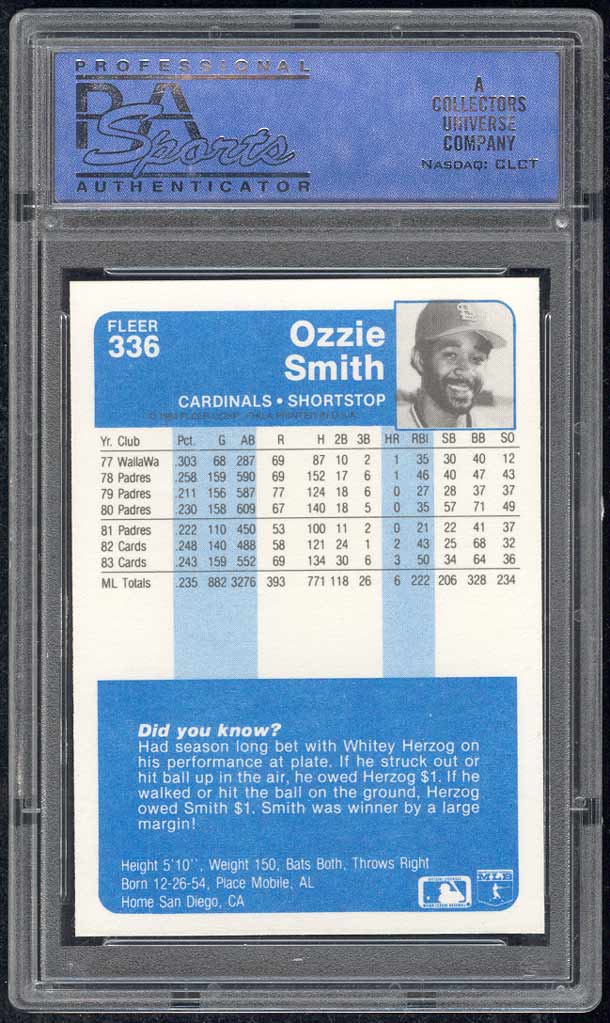 PROFESSIONAL
PSA
Sports
AUTHENTICATOR
A
COLLECTORS
UNIVERSE
COMPANY
NASDAQ: CLCT
FLEER
336
Ozzie
Smith
CARDINALS • SHORTSTOP
© 1984 FLEER CORP. PHILA PRINTED IN U.S.A.
Yr. Club Pct. G AB R H 2B 3B HR RBI SB BB SO
77 WallaWa .303 68 287 69 87 10 2 1 35 30 40 12
78 Padres .258 159 590 69 152 17 6 1 46 40 47 43
79 Padres .211 156 587 77 124 18 6 0 27 28 37 37
80 Padres .230 158 609 67 140 18 5 0 35 57 71 49
81 Padres .222 110 450 53 100 11 2 0 21 22 41 37
82 Cards .248 140 488 58 121 24 1 2 43 25 68 32
83 Cards .243 159 552 69 134 30 6 3 50 34 64 36
ML Totals .235 882 3276 393 771 118 26 6 222 206 328 234
Did you know?
Had season long bet with Whitey Herzog on
his performance at plate. If he struck out or
hit ball up in the air, he owed Herzog $1. If he
walked or hit the ball on the ground, Herzog
owed Smith $1. Smith was winner by a large
margin!
Height 5'10'', Weight 150, Bats Both, Throws Right
Born 12-26-54, Place Mobile, AL
Home San Diego, CA